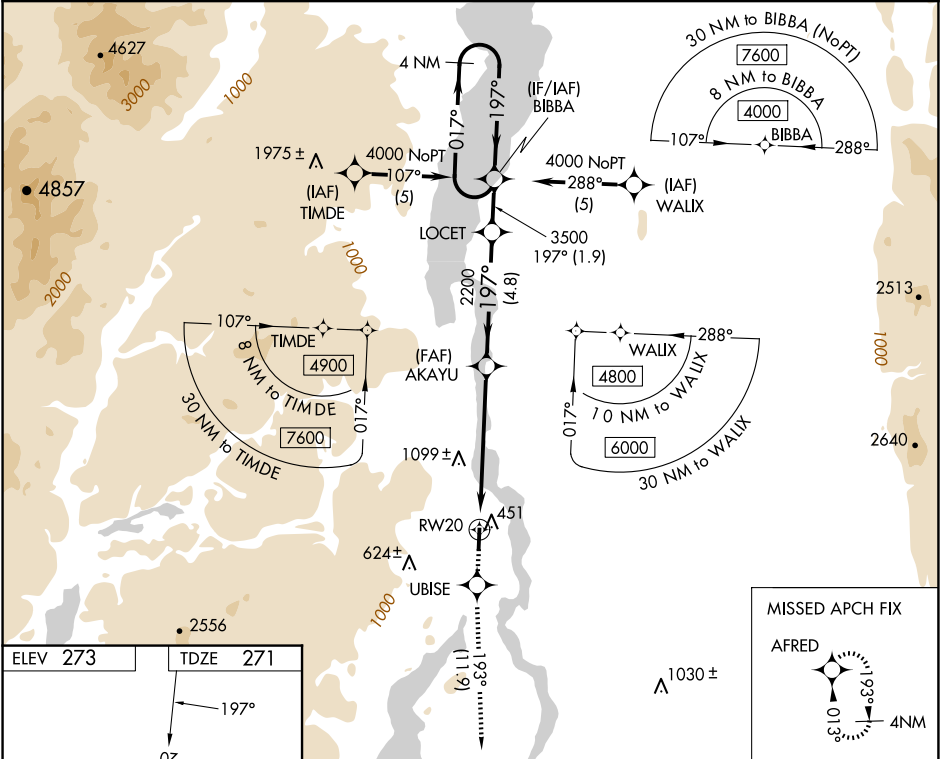 4627
3000
1000
4857
2000
4 NM
017°
197°
(IF/IAF)
BIBBA
30 NM to BIBBA (NoPT)
7600
8 NM to BIBBA
4000
BIBBA
107°
288°
1975 ±
4000 NoPT
107°
(5)
(IAF)
TIMDE
4000 NoPT
288°
(5)
(IAF)
WALIX
LOCET
3500
197° (1.9)
1000
2200
197°
(4.8)
2513
1000
107°
TIMDE
4900
8 NM to TIMDE
017°
7600
30 NM to TIMDE
(FAF)
AKAYU
WALIX
288°
4800
10 NM to WALIX
017°
6000
30 NM to WALIX
2640
1099 ±
RW20
451
624 ±
UBISE
1000
2556
193°
(11.9)
1030 ±
MISSED APCH FIX
AFRED
193°
013°
4NM
ELEV 273
TDZE 271
197°